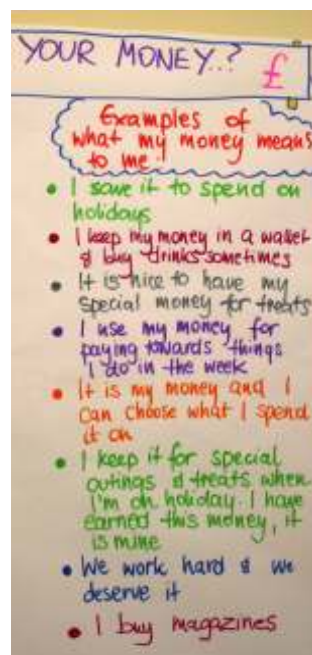 YOUR MONEY..? £
Examples of
what my money means
to me:
• I save it to spend on
holidays
• I keep my money in a wallet
& buy drinks sometimes
• It is nice to have my
special money for treats
• I use my money for
paying towards things
I do in the week
• It is my money and I
can choose what I spend
it on
• I keep it for special
outings & treats when
I'm on holiday. I have
earned this money, it
is mine
• We work hard & we
deserve it
• I buy magazines